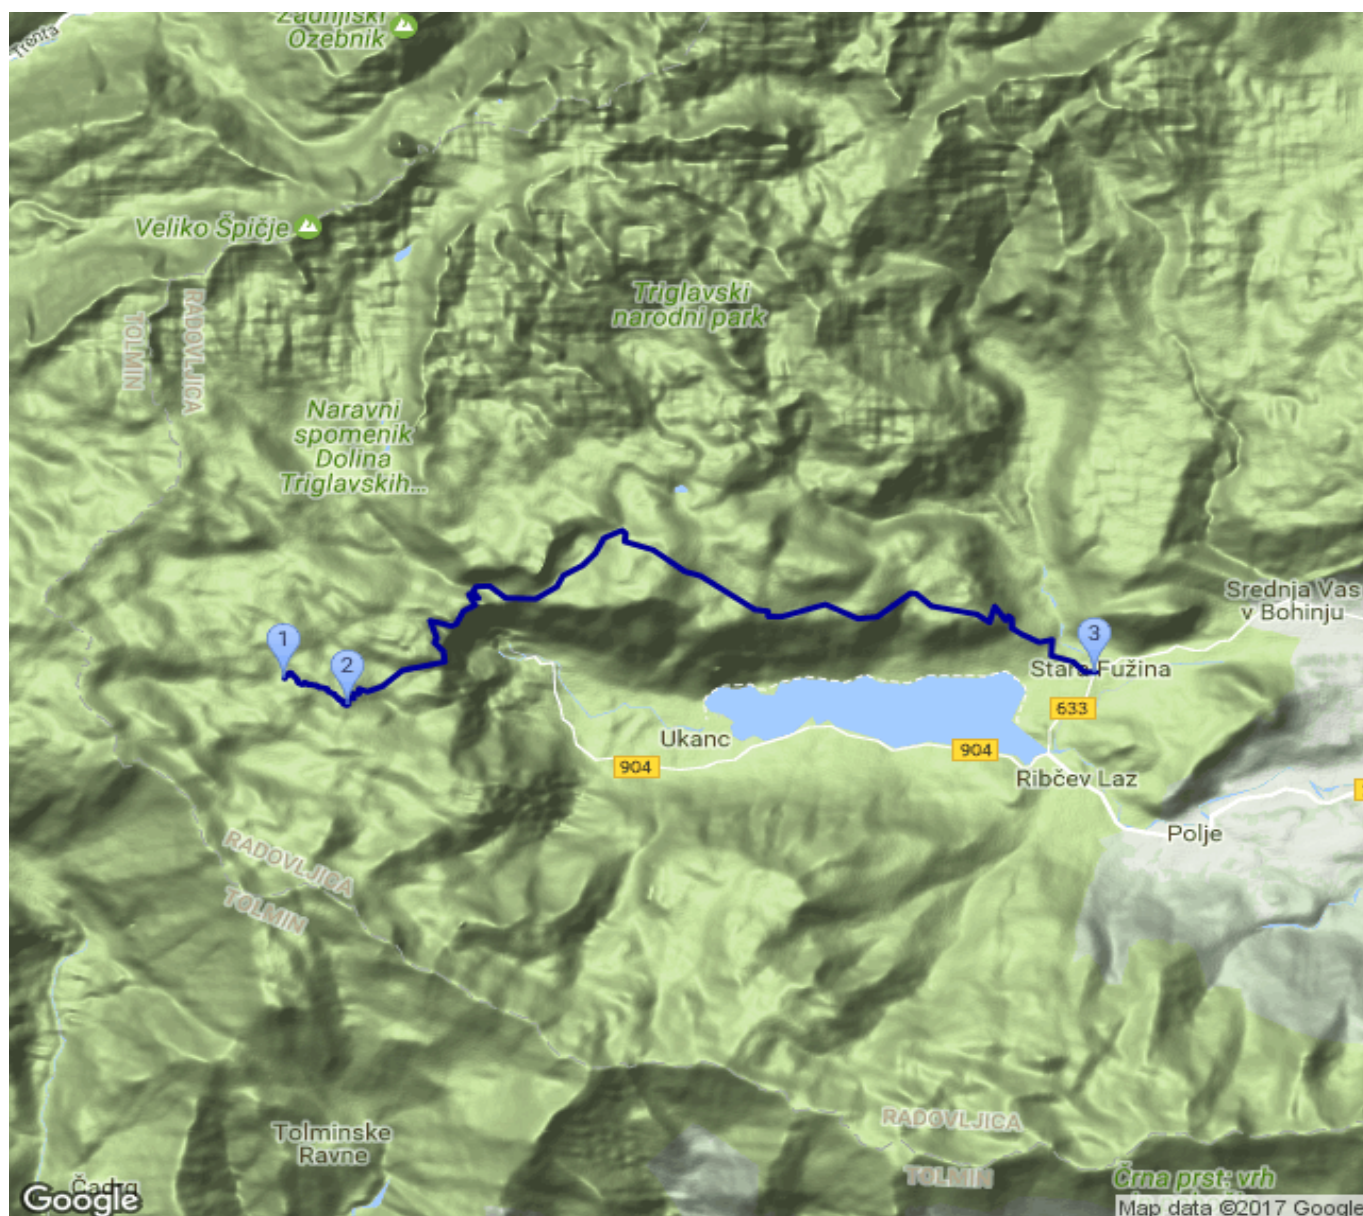 Zadnjiski
Ozebnik
Trenta
Veliko Špičje
TOLMIN
RADOVLJICA
Triglavski
narodni park
Naravni
spomenik
Dolina
Triglavskih...
1
2
3
Srednja Vas
v Bohinju
Stara Fužina
633
Ukanc
904
904
Ribčev Laz
Polje
RADOVLJICA
TOLMIN
Tolminske
Ravne
RADOVLJICA
TOLMIN
Čadrg
Črna prst: vrh
Google
Map data ©2017 Google